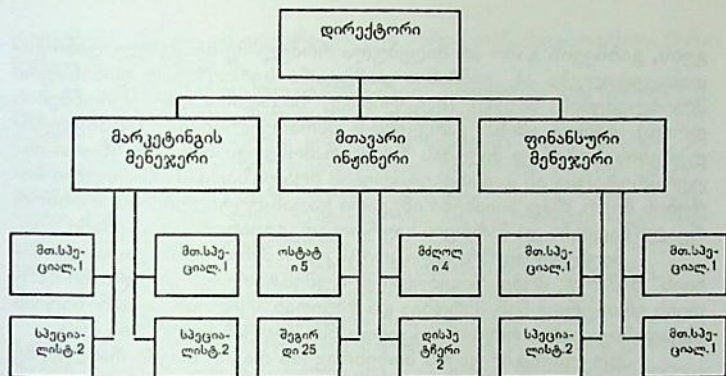 დირექტორი
მარკეტინგის
მენეჯერი
მთავარი
ინჟინერი
ფინანსური
მენეჯერი
მთ.სპე-
ციალ.1
მთ.სპე-
ციალ.1
ოსტატ
ი 5
მძღოლ
ი 4
მთ.სპე-
ციალ.1
მთ.სპე-
ციალ.1
სპეცია-
ლისტ.2
სპეცია-
ლისტ.2
შეგირ
დი 25
დისპე
ტჩერი
2
სპეცია-
ლისტ.2
მთ.სპე-
ციალ.1